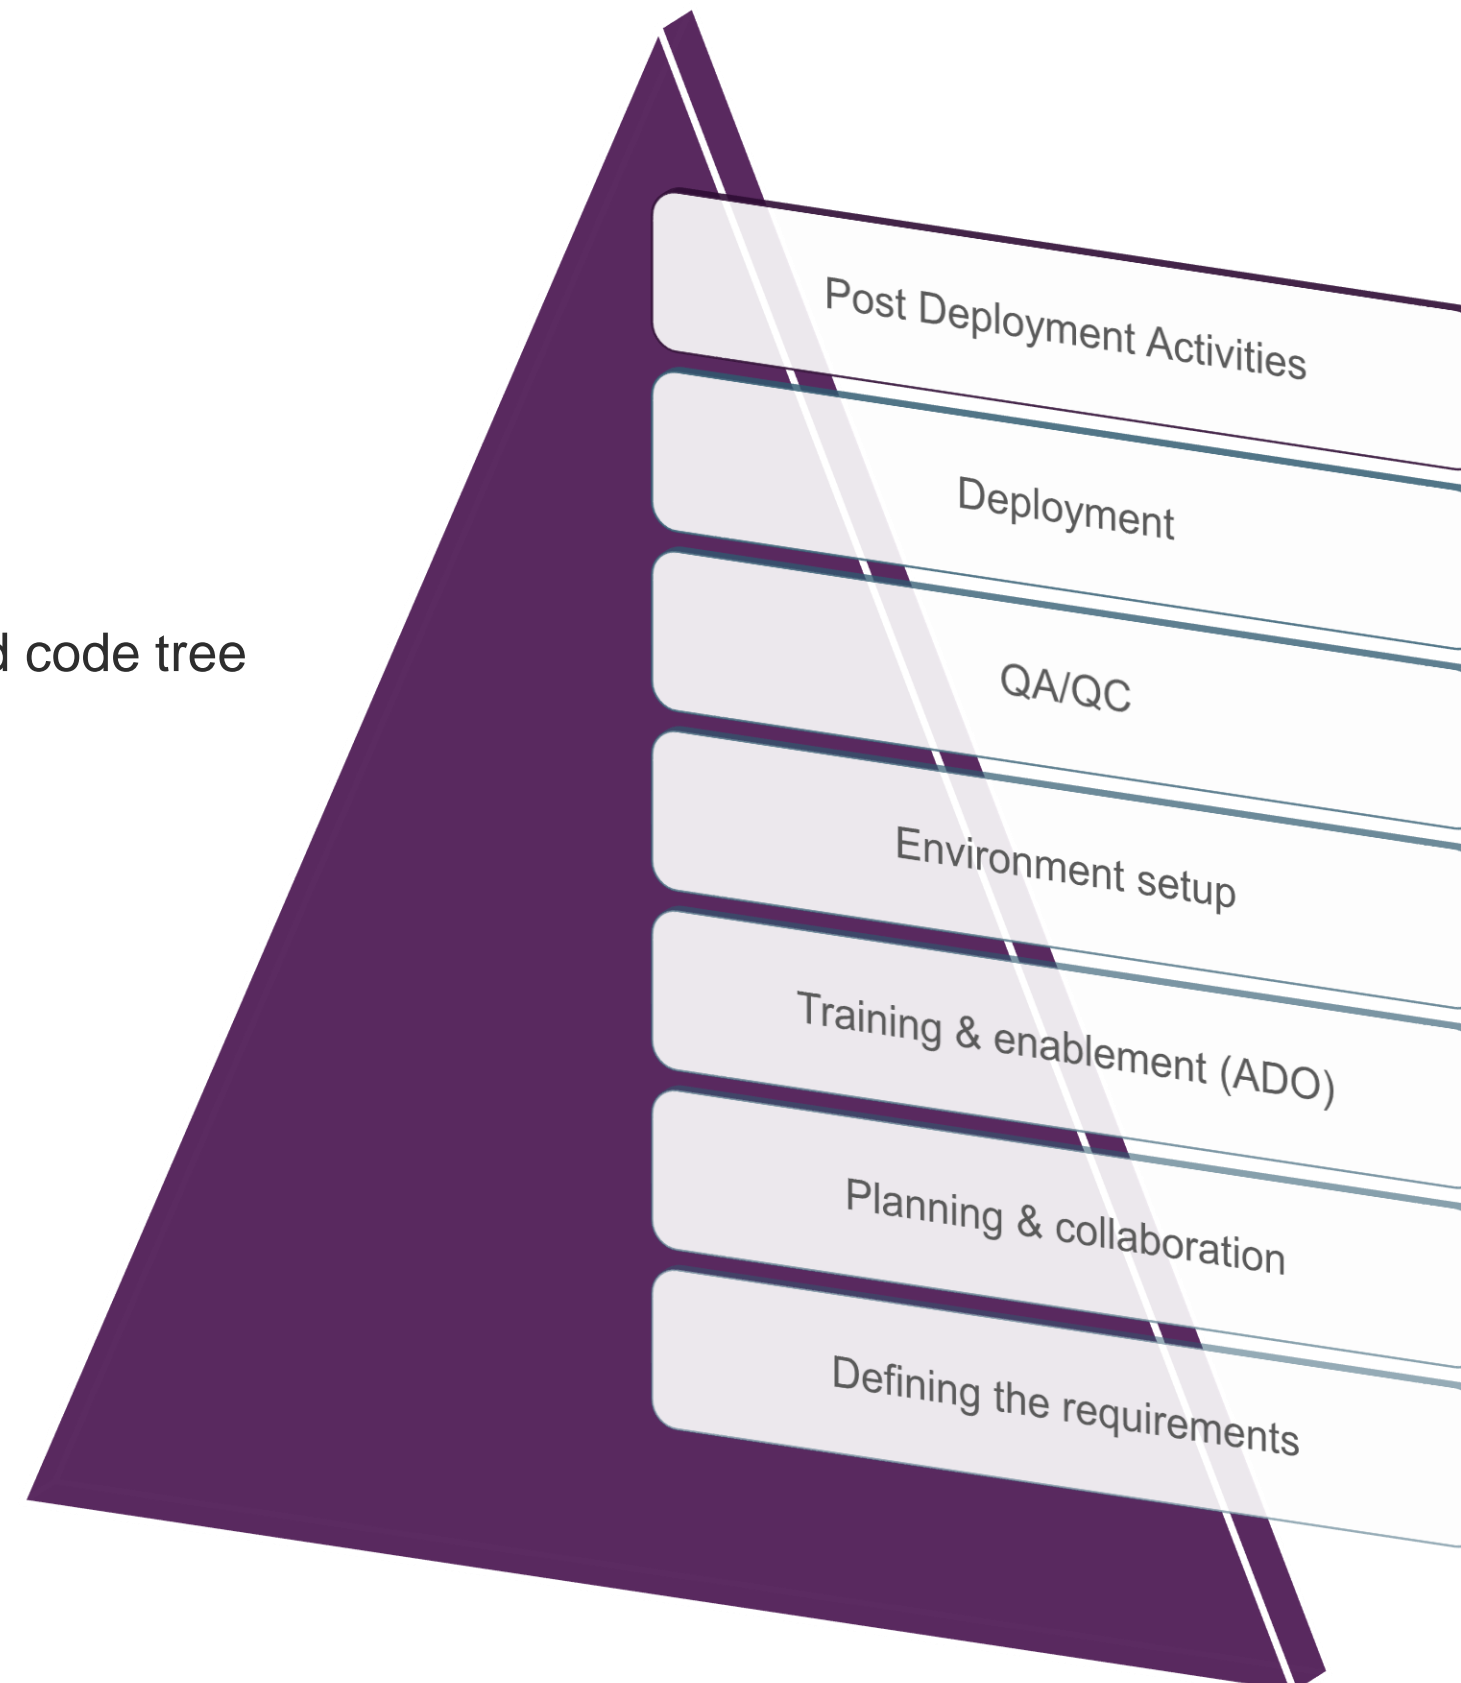 Post Deployment Activities
Deployment
code tree
QA/QC
Environment setup
Training & enablement (ADO)
Planning & collaboration
Defining the requirements